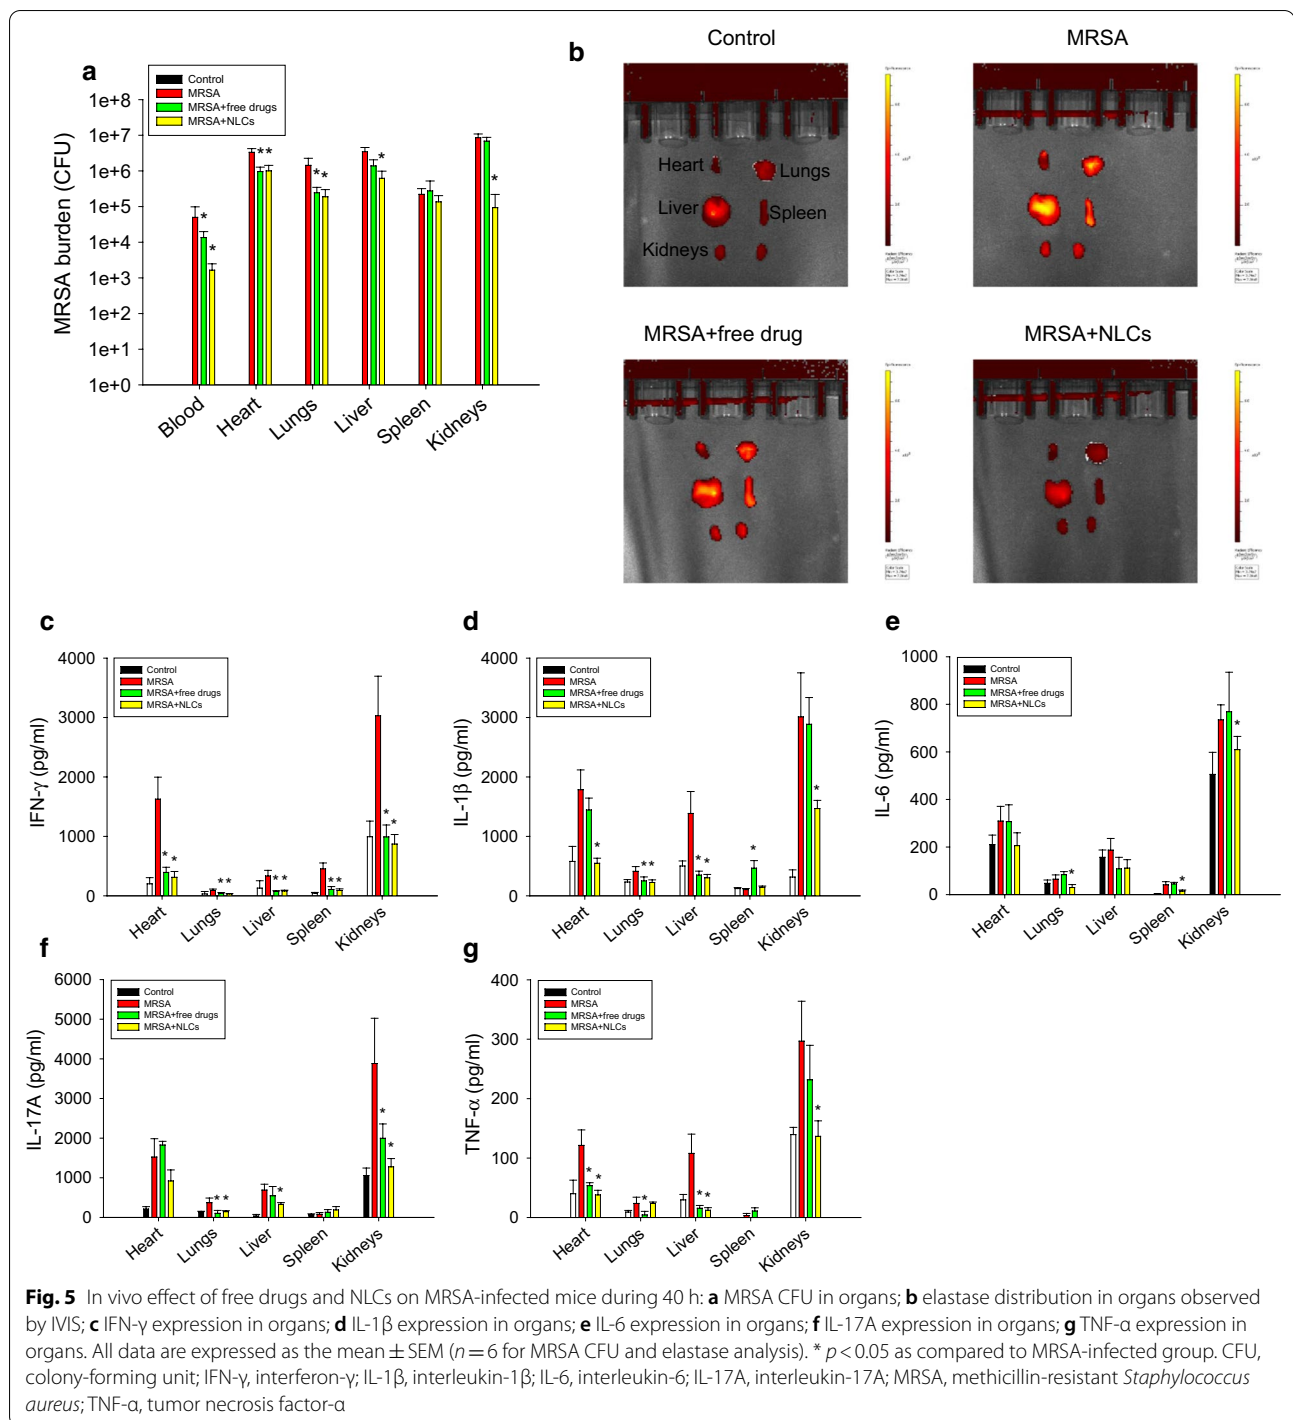 a
Control
MRSA
MRSA+free drugs
MRSA+NLCs
MRSA burden (CFU)
1e+8
1e+7
1e+6
1e+5
1e+4
1e+3
1e+2
1e+1
1e+0
* * * * * * * *
Blood Heart Lungs Liver Spleen Kidneys
b
Control
MRSA
Heart
Lungs
Liver
Spleen
Kidneys
MRSA+free drug
MRSA+NLCs
c
Control
MRSA
MRSA+free drugs
MRSA+NLCs
IFN-γ (pg/ml)
4000
3000
2000
1000
0
* * * * * * * * * *
Heart Lungs Liver Spleen Kidneys
d
Control
MRSA
MRSA+free drugs
MRSA+NLCs
IL-1β (pg/ml)
4000
3000
2000
1000
0
* * * * * * *
Heart Lungs Liver Spleen Kidneys
e
Control
MRSA
MRSA+free drugs
MRSA+NLCs
IL-6 (pg/ml)
1000
800
600
400
200
0
* * *
Heart Lungs Liver Spleen Kidneys
f
Control
MRSA
MRSA+free drugs
MRSA+NLCs
IL-17A (pg/ml)
6000
5000
4000
3000
2000
1000
0
* * * * *
Heart Lungs Liver Spleen Kidneys
g
Control
MRSA
MRSA+free drugs
MRSA+NLCs
TNF-α (pg/ml)
400
300
200
100
0
* * * * * *
Heart Lungs Liver Spleen Kidneys
Fig. 5 In vivo effect of free drugs and NLCs on MRSA-infected mice during 40 h: a MRSA CFU in organs; b elastase distribution in organs observed
by IVIS; c IFN-γ expression in organs; d IL-1β expression in organs; e IL-6 expression in organs; f IL-17A expression in organs; g TNF-α expression in
organs. All data are expressed as the mean ± SEM (n = 6 for MRSA CFU and elastase analysis). * p < 0.05 as compared to MRSA-infected group. CFU,
colony-forming unit; IFN-γ, interferon-γ; IL-1β, interleukin-1β; IL-6, interleukin-6; IL-17A, interleukin-17A; MRSA, methicillin-resistant Staphylococcus
aureus; TNF-α, tumor necrosis factor-α